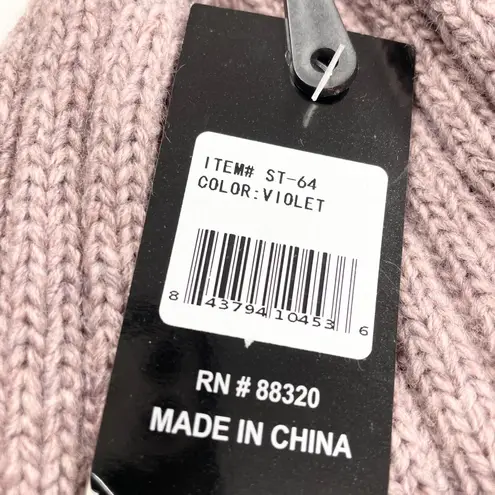 ITEM# ST-64
COLOR:VIOLET
8 43794 10453 6
RN # 88320
MADE IN CHINA